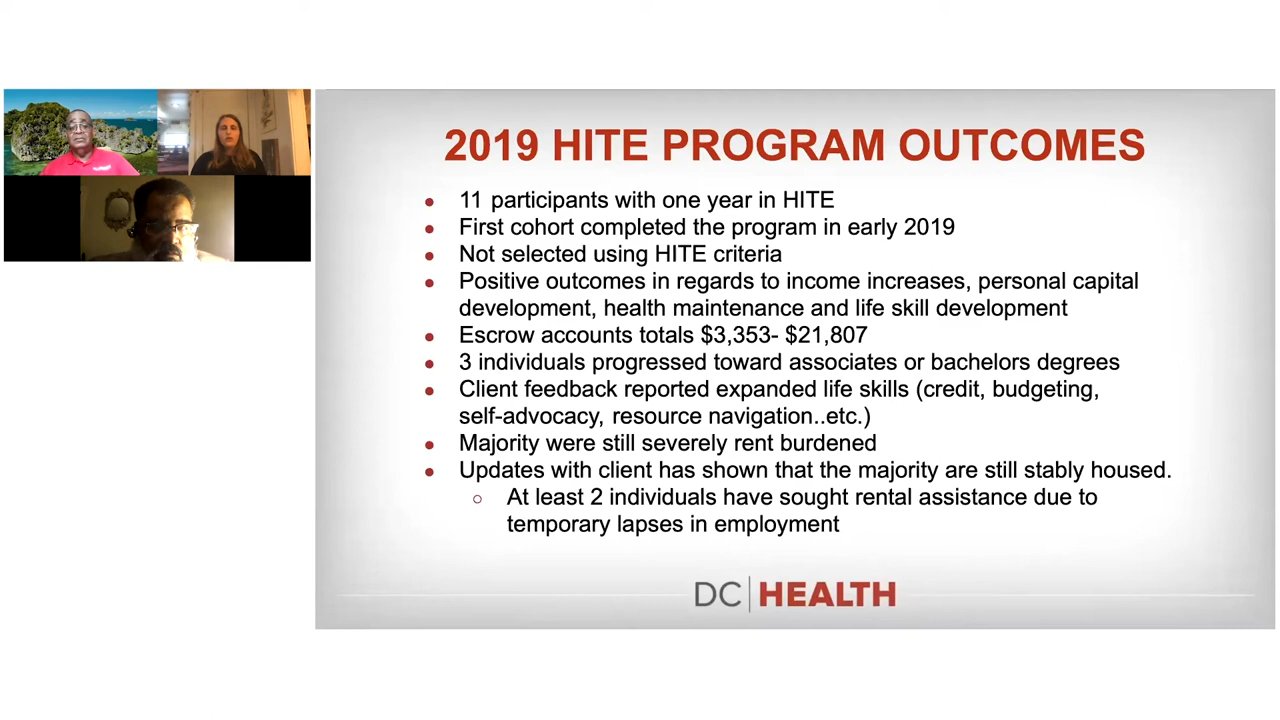 2019 HITE PROGRAM OUTCOMES
● 11 participants with one year in HITE
● First cohort completed the program in early 2019
● Not selected using HITE criteria
● Positive outcomes in regards to income increases, personal capital
development, health maintenance and life skill development
● Escrow accounts totals $3,353- $21,807
● 3 individuals progressed toward associates or bachelors degrees
● Client feedback reported expanded life skills (credit, budgeting,
self-advocacy, resource navigation..etc.)
● Majority were still severely rent burdened
● Updates with client has shown that the majority are still stably housed.
○ At least 2 individuals have sought rental assistance due to
temporary lapses in employment
DC | HEALTH